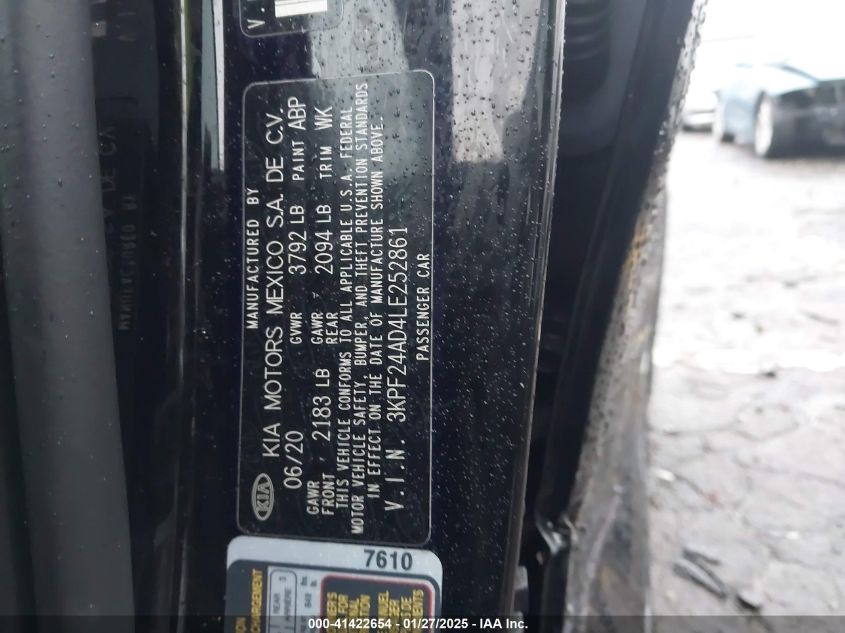 V.
MANUFACTURED BY
KIA MOTORS MEXICO S.A. DE C.V.
06/20 GVWR 3792 LB PAINT ABP
GAWR FRONT 2183 LB GAWR REAR 2094 LB TRIM WK
THIS VEHICLE CONFORMS TO ALL APPLICABLE U.S.A. FEDERAL
MOTOR VEHICLE SAFETY, BUMPER, AND THEFT PREVENTION STANDARDS
IN EFFECT ON THE DATE OF MANUFACTURE SHOWN ABOVE.
V.I.N. 3KPF24AD4LE252861
PASSENGER CAR
KIA
7610
REAR
000-41422654 - 01/27/2025 - IAAI.COM